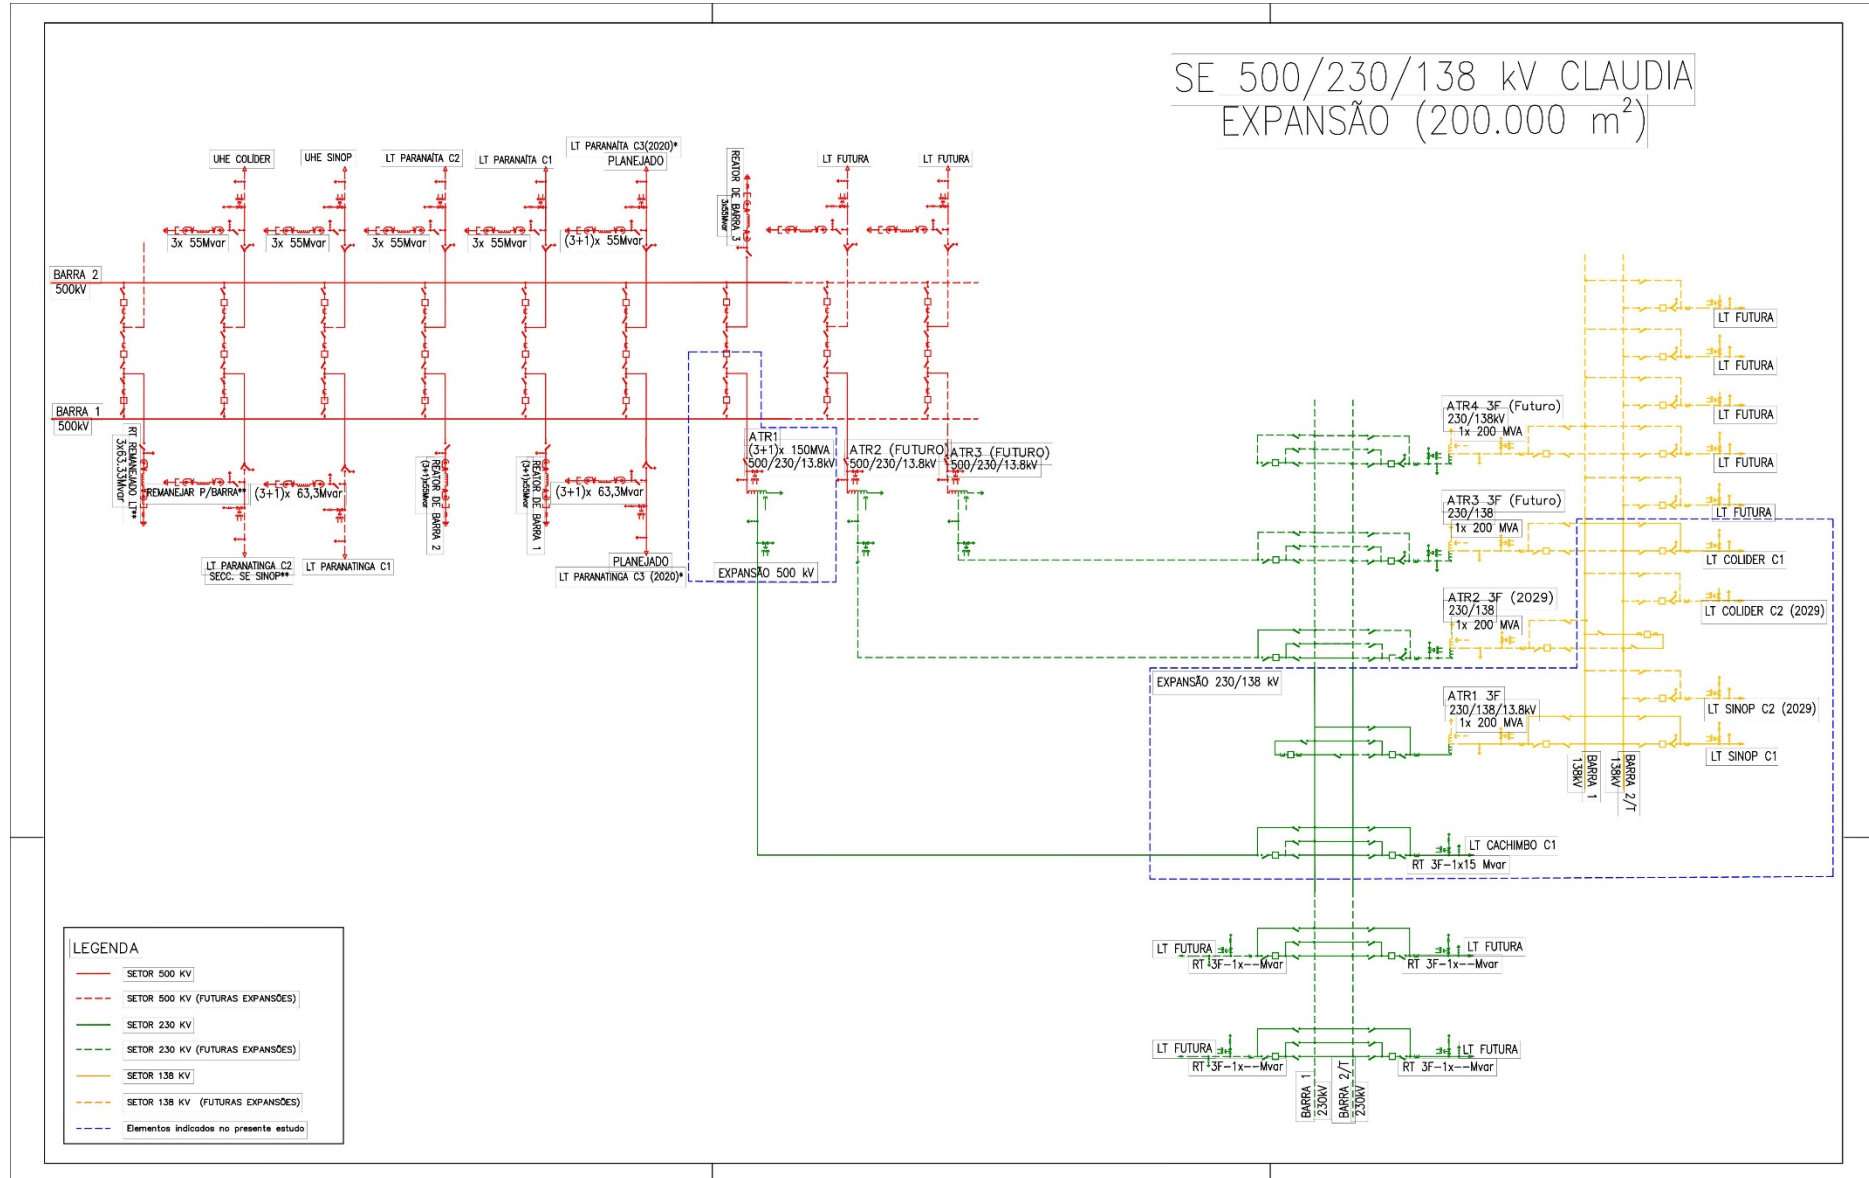 SE 500/230/138 kV CLAUDIA
EXPANSÃO (200.000 m²)
UHE COLÍDER
UHE SINOP
LT PARANAÍTA C2
LT PARANAÍTA C1
LT PARANAÍTA C3(2020)*
PLANEJADO
REATOR DE BARRA 3
3x55Mvar
LT FUTURA
LT FUTURA
3x 55Mvar
3x 55Mvar
3x 55Mvar
3x 55Mvar
(3+1)x 55Mvar
BARRA 2
500kV
BARRA 1
500kV
RT REMANEJADO LT**
3x63,33Mvar
REMANEJAR P/BARRA**
(3+1)x 63,3Mvar
REATOR DE BARRA 2
(3+1)x55Mvar
REATOR DE BARRA 1
(3+1)x55Mvar
(3+1)x 63,3Mvar
LT PARANATINGA C2
SECC. SE SINOP**
LT PARANATINGA C1
PLANEJADO
LT PARANATINGA C3 (2020)*
ATR1
(3+1)x 150MVA
500/230/13.8kV
ATR2 (FUTURO)
500/230/13.8kV
ATR3 (FUTURO)
500/230/13.8kV
EXPANSÃO 500 kV
LT FUTURA
LT FUTURA
LT FUTURA
LT FUTURA
LT FUTURA
ATR4 3F (Futuro)
230/138kV
1x 200 MVA
ATR3 3F (Futuro)
230/138
1x 200 MVA
LT COLIDER C1
ATR2 3F (2029)
230/138
1x 200 MVA
LT COLIDER C2 (2029)
EXPANSÃO 230/138 kV
ATR1 3F
230/138/13.8kV
1x 200 MVA
LT SINOP C2 (2029)
LT SINOP C1
BARRA 1
138kV
BARRA 2/T
138kV
LT CACHIMBO C1
RT 3F-1x15 Mvar
LT FUTURA
RT 3F-1x--Mvar
LT FUTURA
RT 3F-1x--Mvar
LT FUTURA
RT 3F-1x--Mvar
LT FUTURA
RT 3F-1x--Mvar
BARRA 1
230kV
BARRA 2/T
230kV
LEGENDA
SETOR 500 KV
SETOR 500 KV (FUTURAS EXPANSÕES)
SETOR 230 KV
SETOR 230 KV (FUTURAS EXPANSÕES)
SETOR 138 KV
SETOR 138 KV (FUTURAS EXPANSÕES)
Elementos indicados no presente estudo